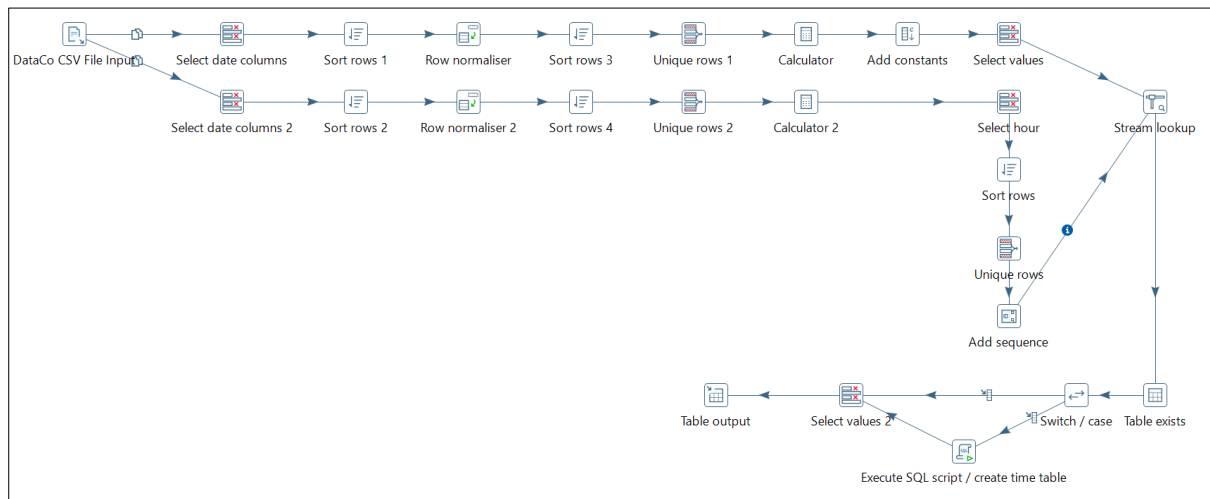 DataCo CSV File Input
Select date columns
Sort rows 1
Row normaliser
Sort rows 3
Unique rows 1
Calculator
Add constants
Select values
Select date columns 2
Sort rows 2
Row normaliser 2
Sort rows 4
Unique rows 2
Calculator 2
Select hour
Stream lookup
Sort rows
Unique rows
Add sequence
Table output
Select values 2
Switch / case
Table exists
Execute SQL script / create time table